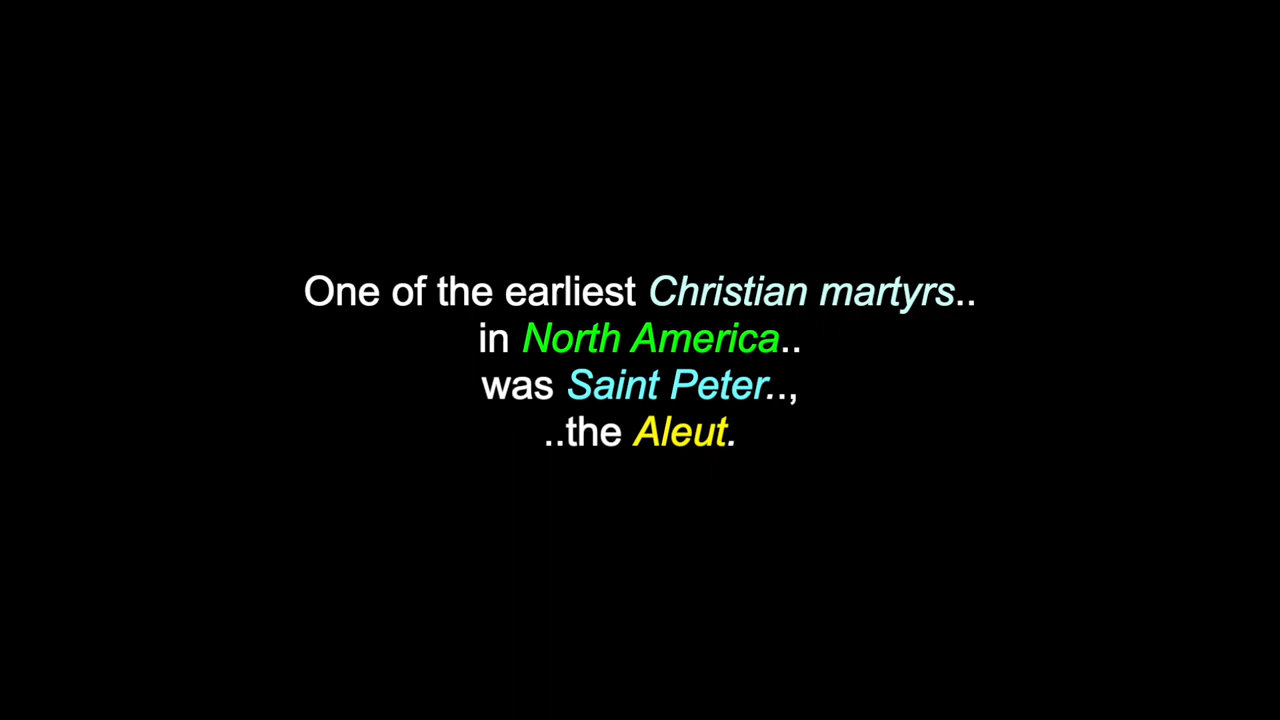 One of the earliest Christian martyrs..
in North America..
was Saint Peter..,
..the Aleut.